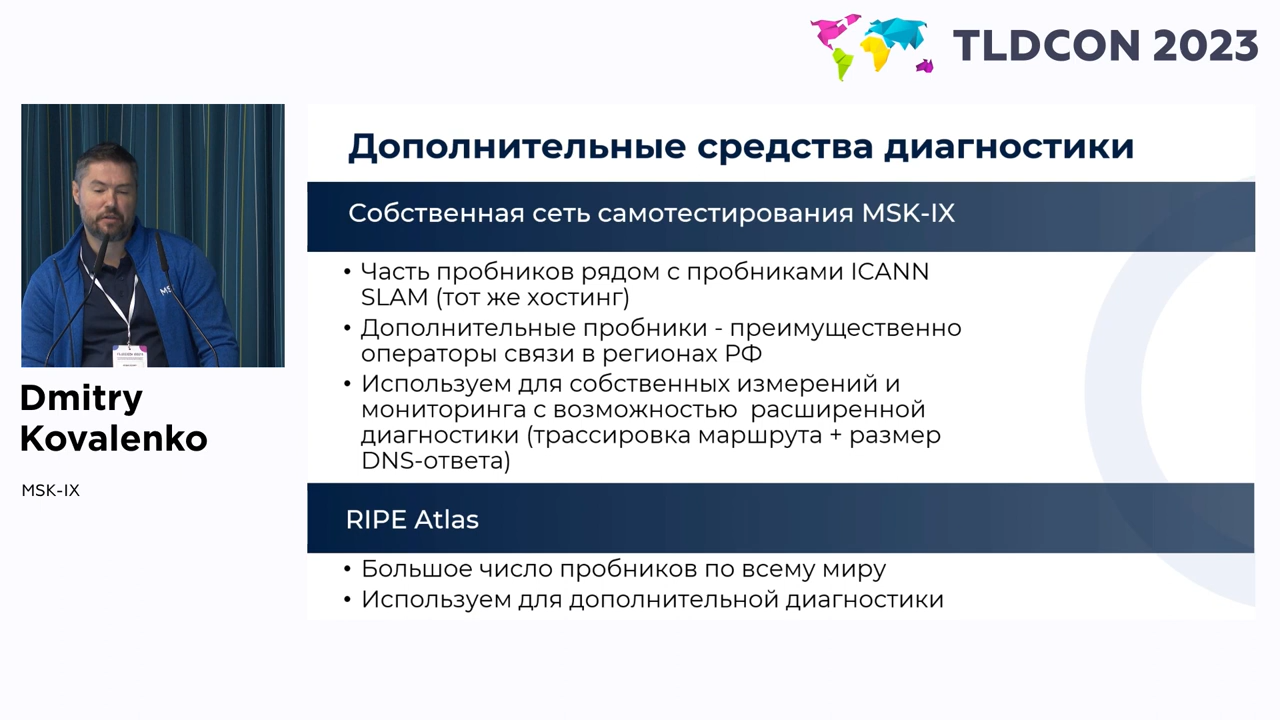 TLDCON 2023
Дополнительные средства диагностики
Собственная сеть самотестирования MSK-IX
• Часть пробников рядом с пробниками ICANN
SLAM (тот же хостинг)
• Дополнительные пробники - преимущественно
операторы связи в регионах РФ
• Используем для собственных измерений и
мониторинга с возможностью расширенной
диагностики (трассировка маршрута + размер
DNS-ответа)
RIPE Atlas
• Большое число пробников по всему миру
• Используем для дополнительной диагностики
Dmitry
Kovalenko
MSK-IX